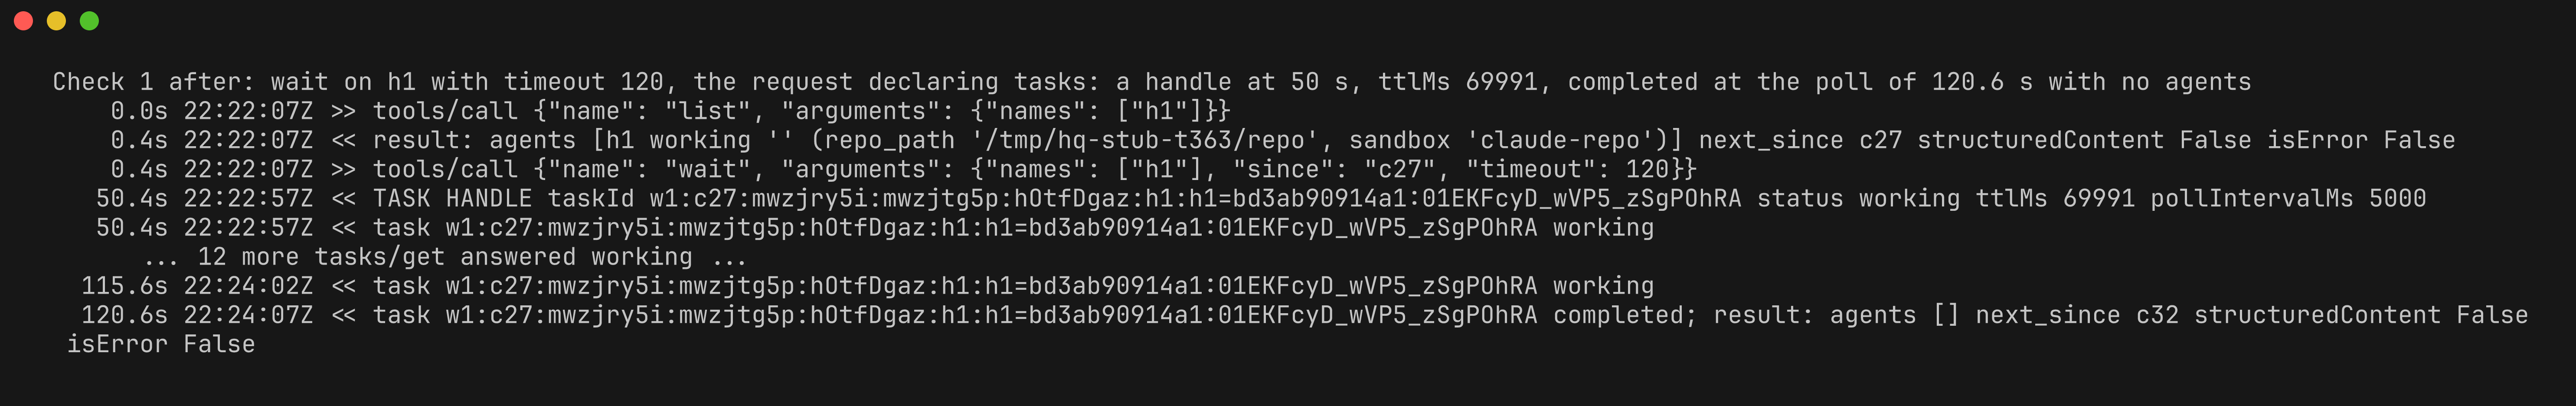 Check 1 after: wait on h1 with timeout 120, the request declaring tasks: a handle at 50 s, ttlMs 69991, completed at the poll of 120.6 s with no agents
0.0s 22:22:07Z >> tools/call {"name": "list", "arguments": {"names": ["h1"]}}
0.4s 22:22:07Z << result: agents [h1 working '' (repo_path '/tmp/hq-stub-t363/repo', sandbox 'claude-repo')] next_since c27 structuredContent False isError False
0.4s 22:22:07Z >> tools/call {"name": "wait", "arguments": {"names": ["h1"], "since": "c27", "timeout": 120}}
50.4s 22:22:57Z << TASK HANDLE taskId w1:c27:mwzjry5i:mwzjtg5p:hOtfDgaz:h1:h1=bd3ab90914a1:01EKFcyD_wVP5_zSgPOhRA status working ttlMs 69991 pollIntervalMs 5000
50.4s 22:22:57Z << task w1:c27:mwzjry5i:mwzjtg5p:hOtfDgaz:h1:h1=bd3ab90914a1:01EKFcyD_wVP5_zSgPOhRA working
... 12 more tasks/get answered working ...
115.6s 22:24:02Z << task w1:c27:mwzjry5i:mwzjtg5p:hOtfDgaz:h1:h1=bd3ab90914a1:01EKFcyD_wVP5_zSgPOhRA working
120.6s 22:24:07Z << task w1:c27:mwzjry5i:mwzjtg5p:hOtfDgaz:h1:h1=bd3ab90914a1:01EKFcyD_wVP5_zSgPOhRA completed; result: agents [] next_since c32 structuredContent False
isError False